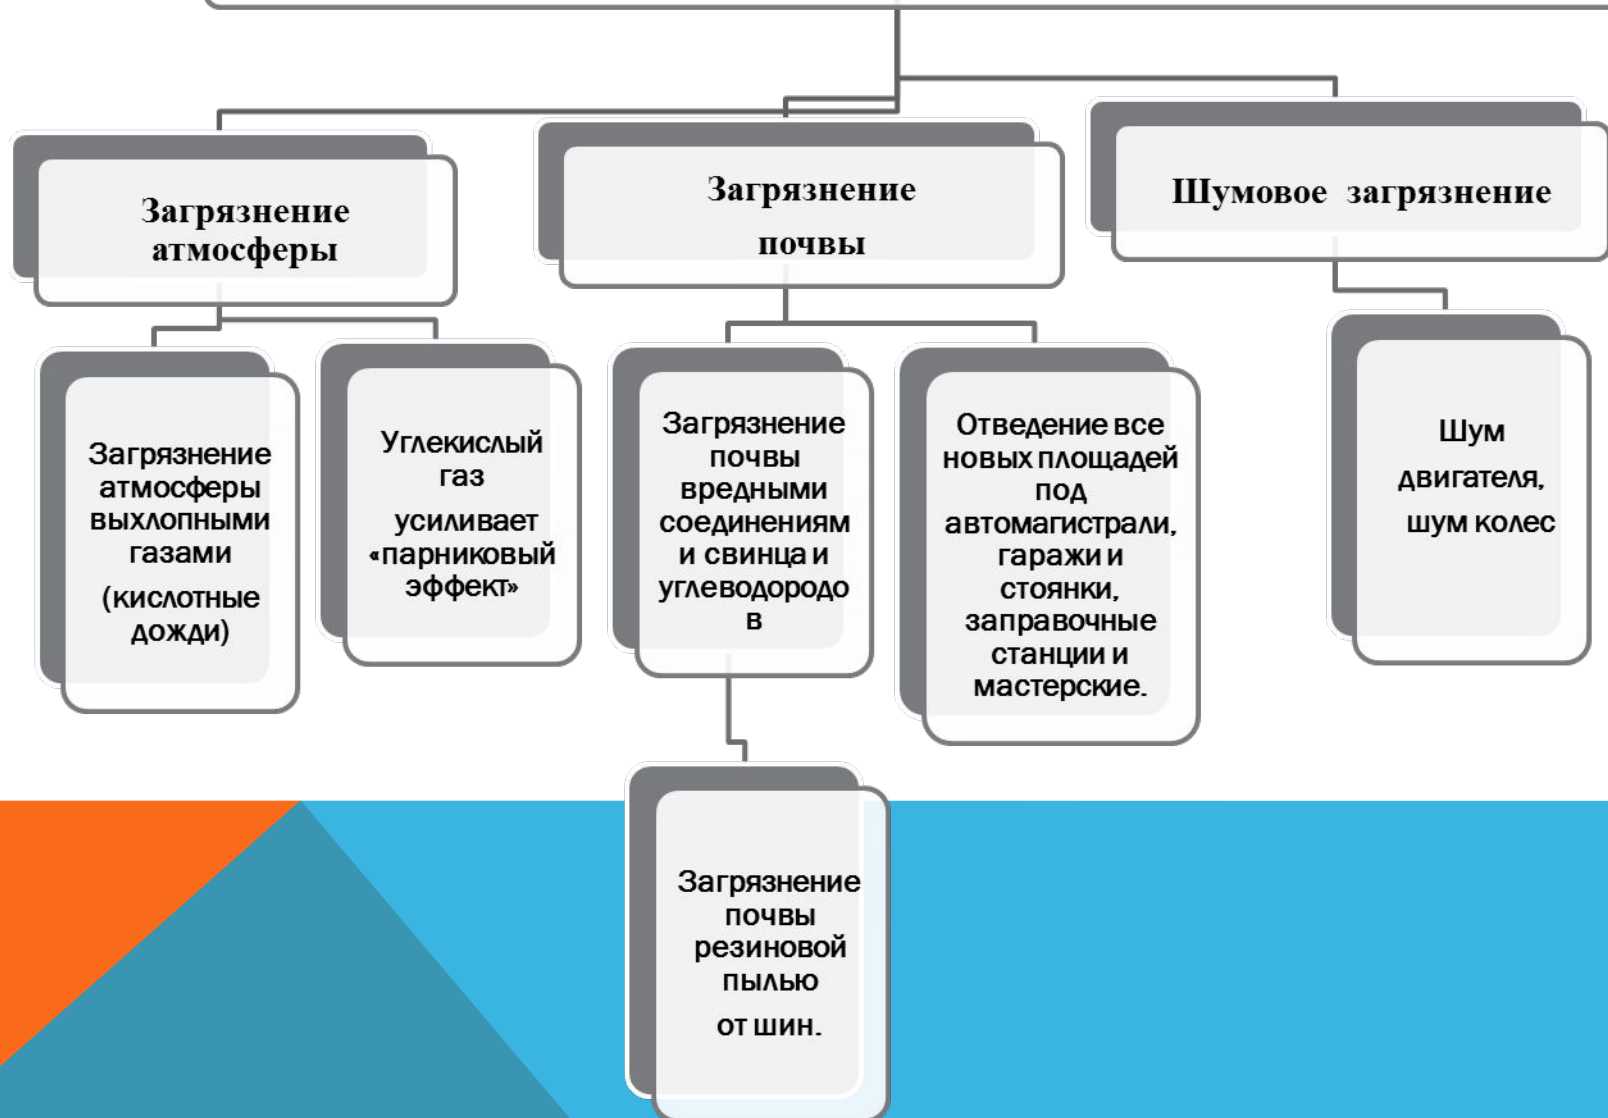 Загрязнение
атмосферы
Загрязнение
почвы
Шумовое загрязнение
Загрязнение
атмосферы
выхлопными
газами
(кислотные
дожди)
Углекислый
газ
усиливает
«парниковый
эффект»
Загрязнение
почвы
вредными
соединениям
и свинца и
углеводородо
в
Отведение все
новых площадей
под
автомагистрали,
гаражи и
стоянки,
заправочные
станции и
мастерские.
Шум
двигателя,
шум колес
Загрязнение
почвы
резиновой
пылью
от шин.